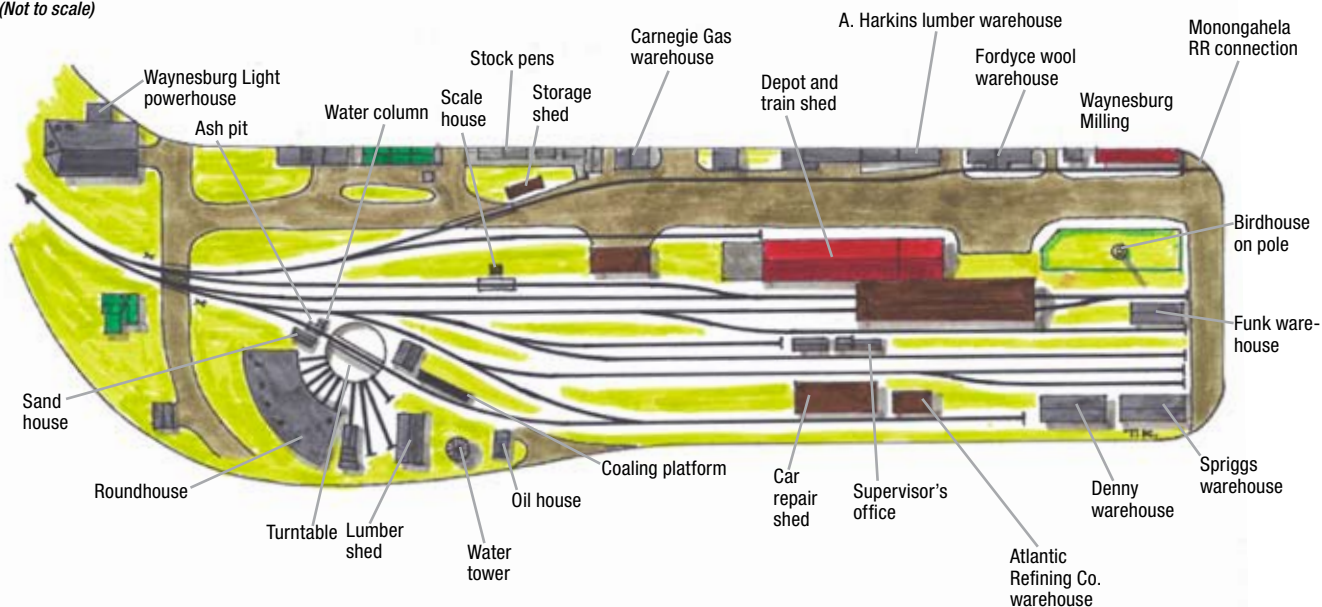 (Not to scale)
Waynesburg Light
powerhouse
Ash pit
Water column
Scale
house
Stock pens
Storage
shed
Carnegie Gas
warehouse
Depot and
train shed
A. Harkins lumber warehouse
Fordyce wool
warehouse
Waynesburg
Milling
Monongahela
RR connection
Birdhouse
on pole
Funk ware-
house
Sand
house
Roundhouse
Turntable
Lumber
shed
Water
tower
Oil house
Coaling platform
Car
repair
shed
Supervisor's
office
Atlantic
Refining Co.
warehouse
Denny
warehouse
Spriggs
warehouse